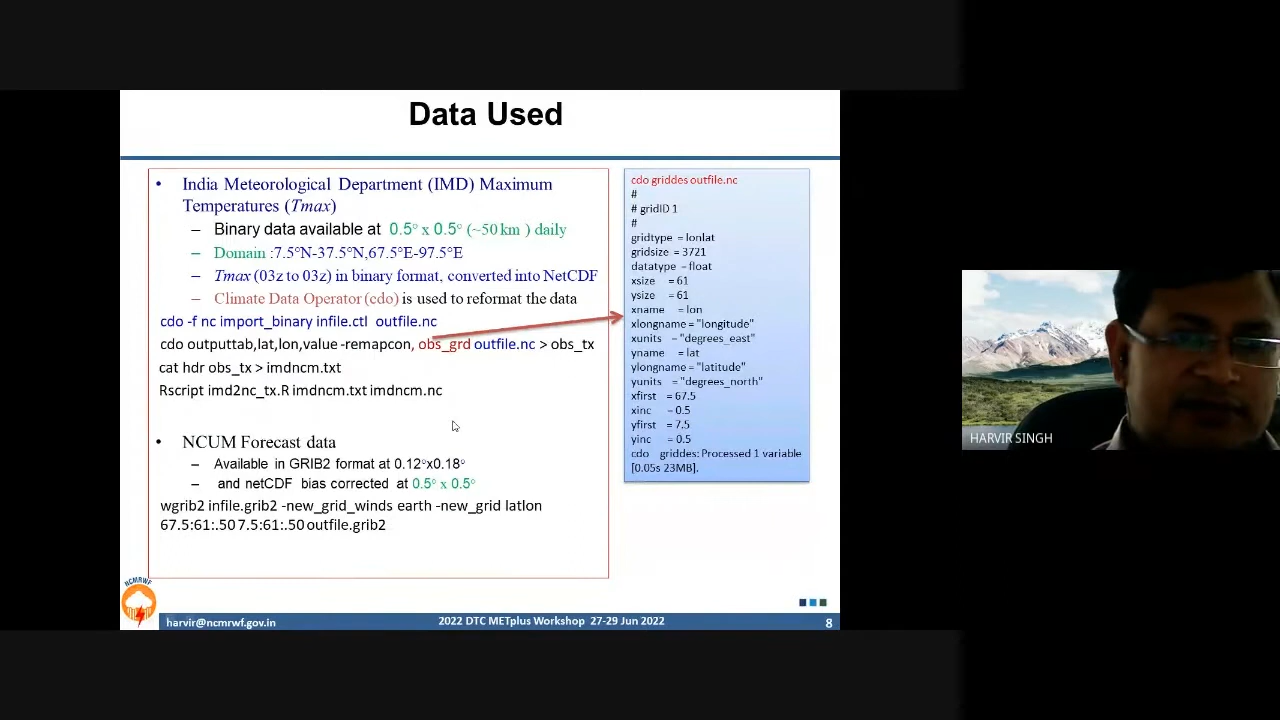 Data Used
• India Meteorological Department (IMD) Maximum
Temperatures (Tmax)
– Binary data available at 0.5° x 0.5° (~50 km ) daily
– Domain :7.5°N-37.5°N,67.5°E-97.5°E
– Tmax (03z to 03z) in binary format, converted into NetCDF
– Climate Data Operator (cdo) is used to reformat the data
cdo -f nc import_binary infile.ctl outfile.nc
cdo outputtab,lat,lon,value -remapcon, obs_grd outfile.nc > obs_tx
cat hdr obs_tx > imdncm.txt
Rscript imd2nc_tx.R imdncm.txt imdncm.nc
• NCUM Forecast data
– Available in GRIB2 format at 0.12°x0.18°
– and netCDF bias corrected at 0.5° x 0.5°
wgrib2 infile.grib2 -new_grid_winds earth -new_grid latlon
67.5:61:.50 7.5:61:.50 outfile.grib2
cdo griddes outfile.nc
#
# gridID 1
#
gridtype = lonlat
gridsize = 3721
datatype = float
xsize = 61
ysize = 61
xname = lon
xlongname = "longitude"
xunits = "degrees_east"
yname = lat
ylongname = "latitude"
yunits = "degrees_north"
xfirst = 67.5
xinc = 0.5
yfirst = 7.5
yinc = 0.5
cdo griddes: Processed 1 variable
[0.05s 23MB].
NCMRWF
harvir@ncmrwf.gov.in
2022 DTC METplus Workshop 27-29 Jun 2022
8
HARVIR SINGH